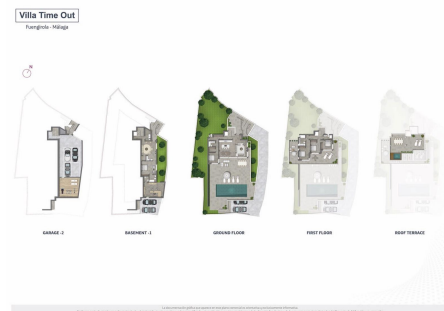 Villa Time Out
Fuengirola - Málaga
N
GARAGE -2
BASEMENT -1
GROUND FLOOR
FIRST FLOOR
ROOF TERRACE